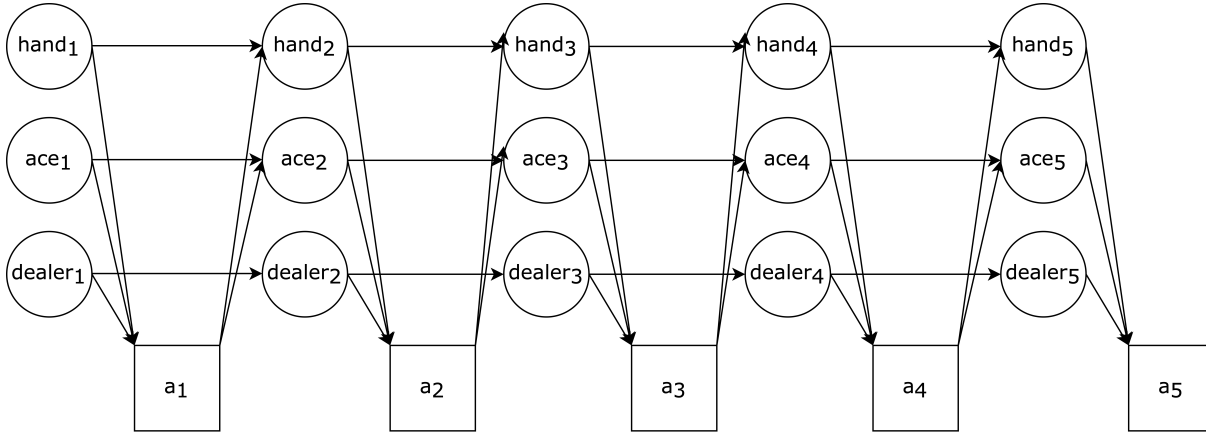 hand1 hand2 hand3 hand4 hand5
ace1 ace2 ace3 ace4 ace5
dealer1 dealer2 dealer3 dealer4 dealer5
a1 a2 a3 a4 a5